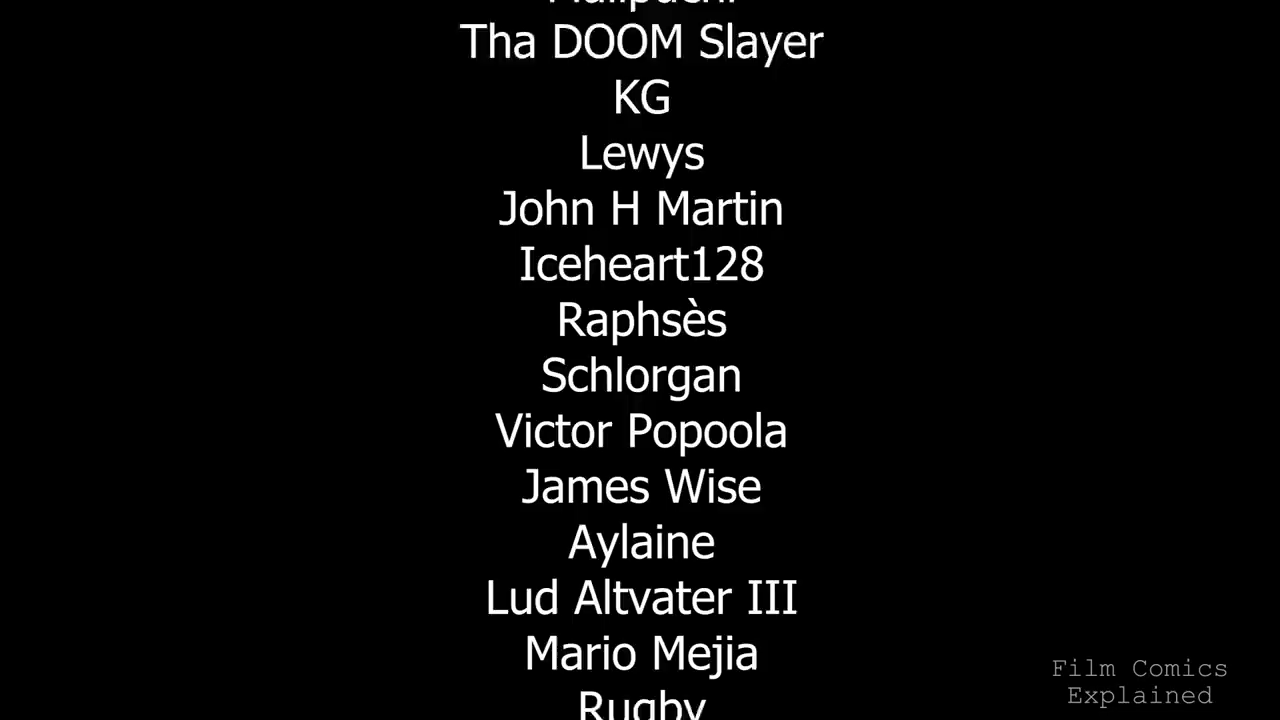 Tha DOOM Slayer
KG
Lewys
John H Martin
Iceheart128
Raphsès
Schlorgan
Victor Popoola
James Wise
Aylaine
Lud Altvater III
Mario Mejia
Rugby
Film Comics
Explained